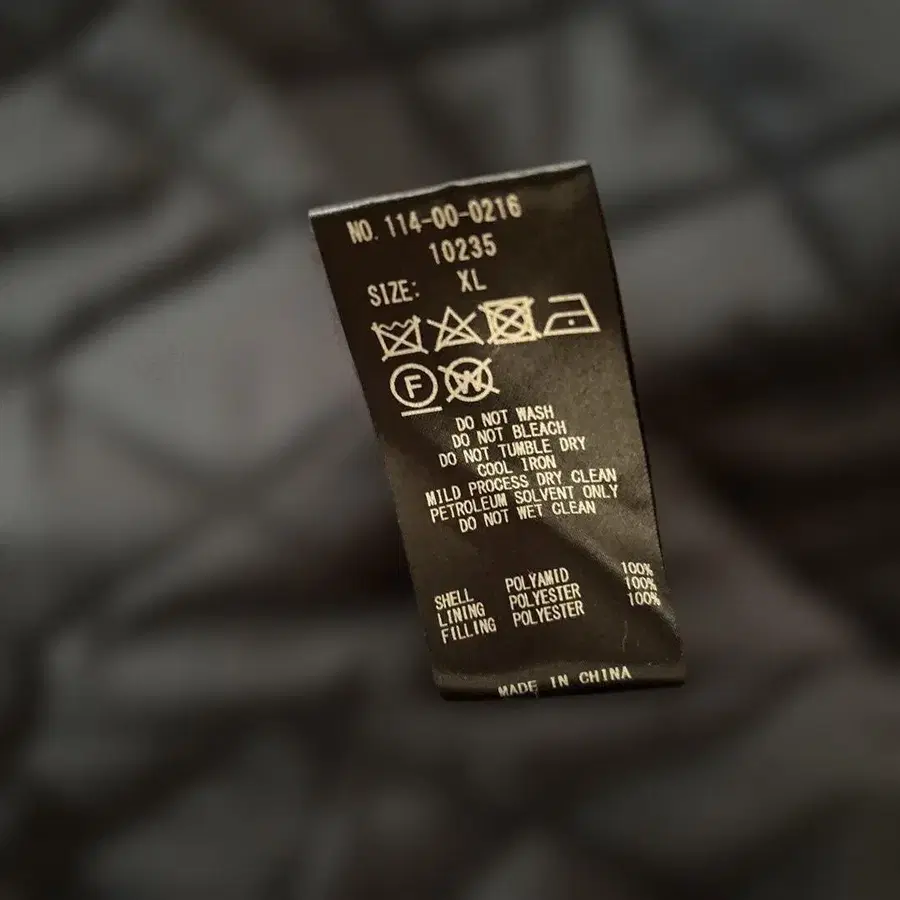 NO. 114-00-0216
10235
SIZE: XL
F W
DO NOT WASH
DO NOT BLEACH
DO NOT TUMBLE DRY
COOL IRON
MILD PROCESS DRY CLEAN
PETROLEUM SOLVENT ONLY
DO NOT WET CLEAN
SHELL POLYAMID 100%
LINING POLYESTER 100%
FILLING POLYESTER 100%
MADE IN CHINA